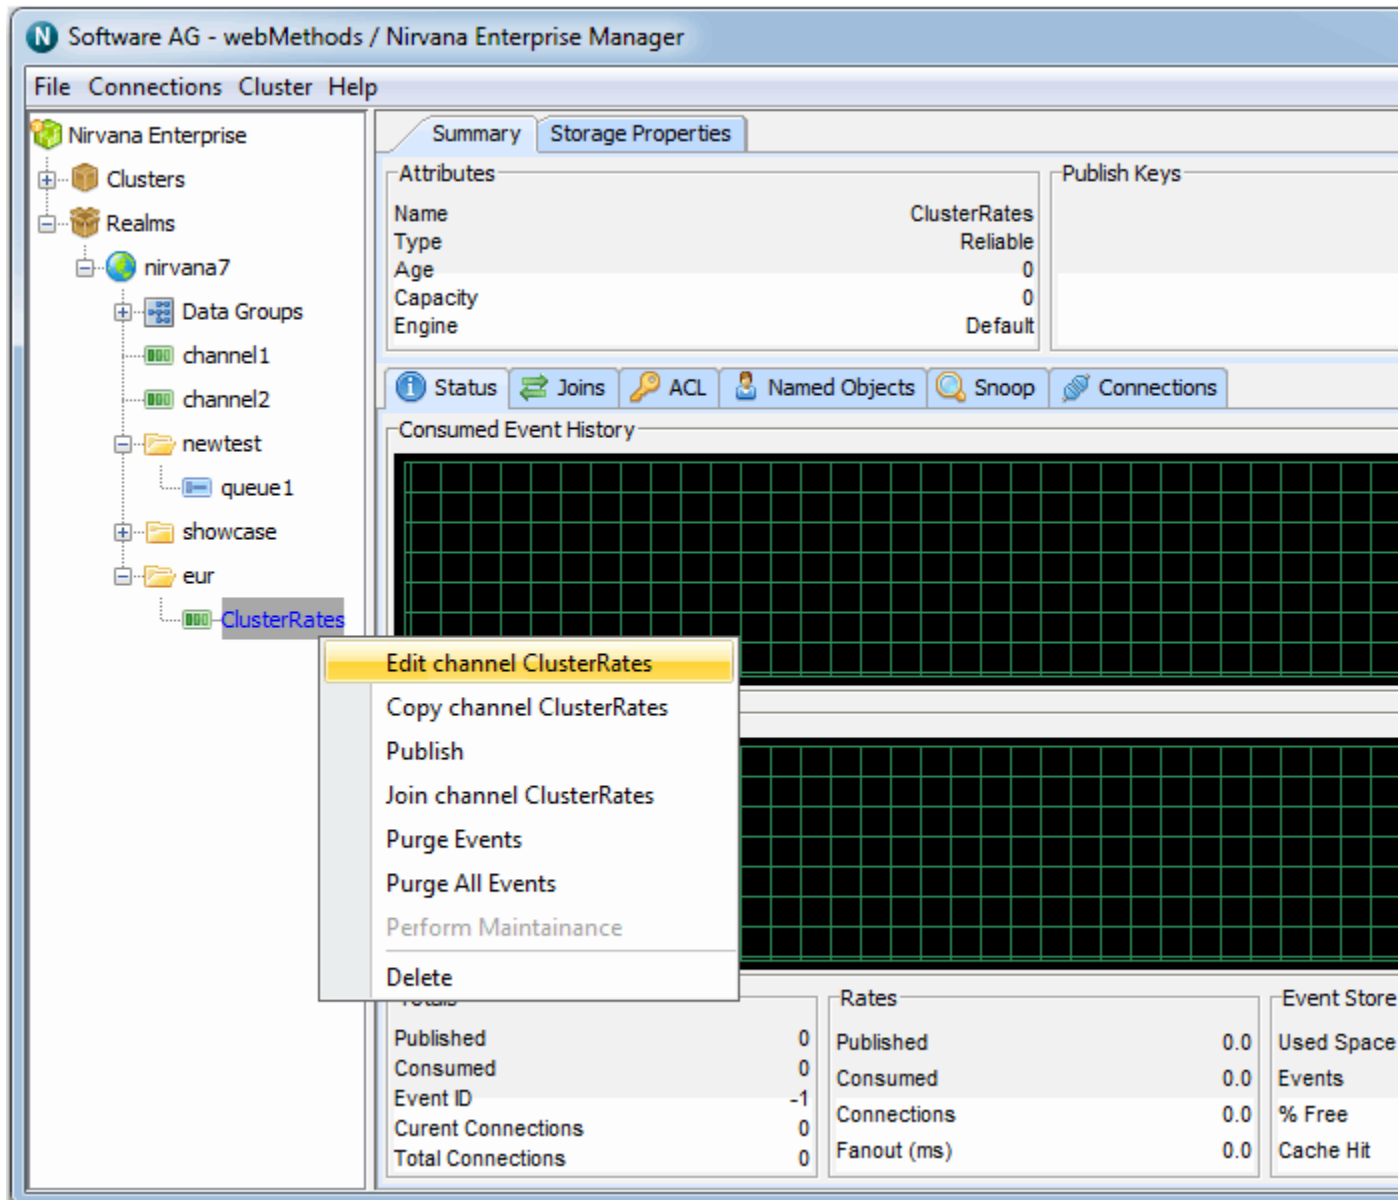 N Software AG - webMethods / Nirvana Enterprise Manager
File Connections Cluster Help
Nirvana Enterprise
Clusters
Realms
nirvana7
Data Groups
channel1
channel2
newtest
queue1
showcase
eur
ClusterRates
Summary Storage Properties
Attributes
Name ClusterRates
Type Reliable
Age 0
Capacity 0
Engine Default
Publish Keys
Status Joins ACL Named Objects Snoop Connections
Consumed Event History
Edit channel ClusterRates
Copy channel ClusterRates
Publish
Join channel ClusterRates
Purge Events
Purge All Events
Perform Maintainance
Delete
Totals
Published 0
Consumed 0
Event ID -1
Curent Connections 0
Total Connections 0
Rates
Published 0.0
Consumed 0.0
Connections 0.0
Fanout (ms) 0.0
Event Store
Used Space
Events
% Free
Cache Hit